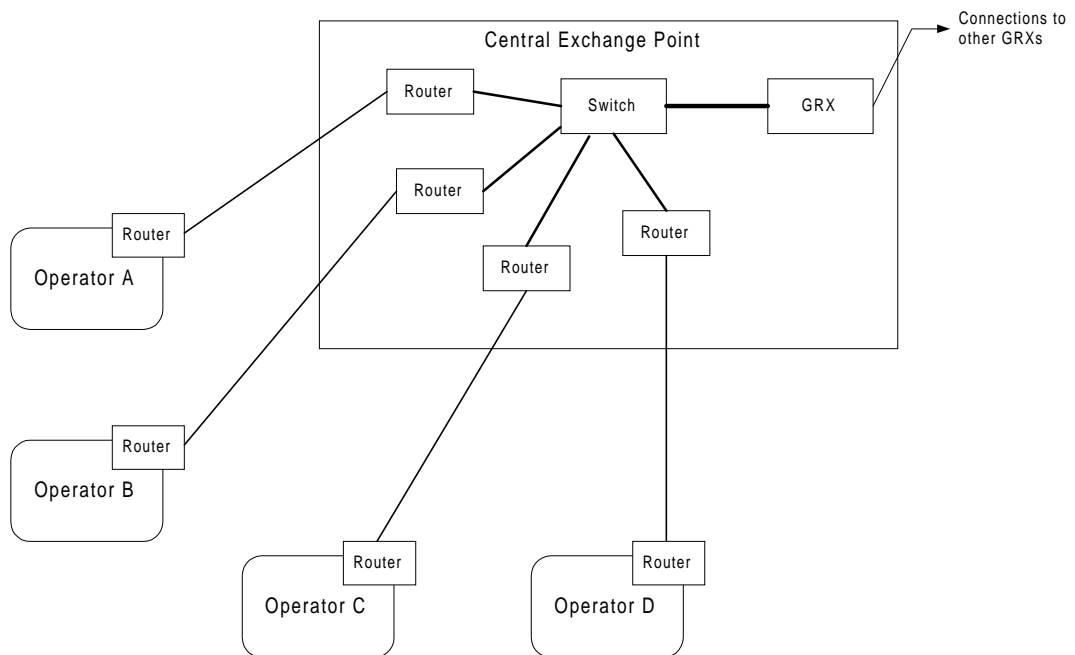 Connections to
other GRXs
Central Exchange Point
Router
Switch
GRX
Router
Router
Router
Router
Operator A
Router
Operator B
Router
Operator C
Router
Operator D